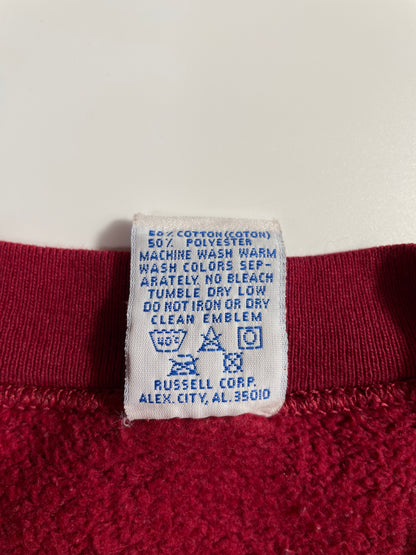 50% COTTON(COTON)
50% POLYESTER
MACHINE WASH WARM
WASH COLORS SEP-
ARATELY. NO BLEACH
TUMBLE DRY LOW
DO NOT IRON OR DRY
CLEAN EMBLEM
40°C
RUSSELL CORP.
ALEX. CITY, AL. 35010